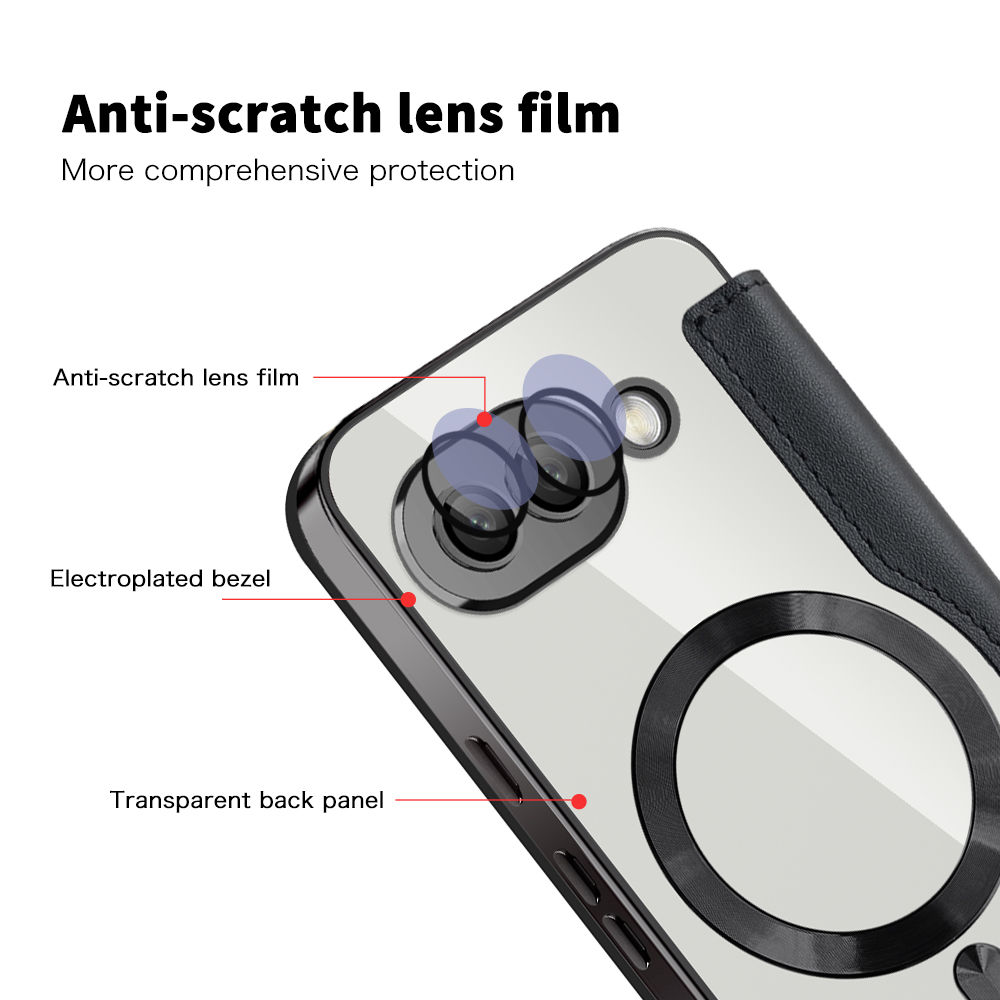 Anti-scratch lens film
More comprehensive protection
Anti-scratch lens film
Electroplated bezel
Transparent back panel